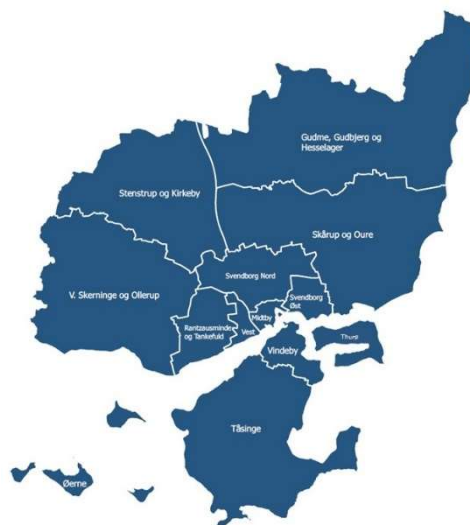 Gudme, Gudbjerg og
Hesselager
Stenstrup og Kirkeby
Skårup og Oure
Svendborg Nord
V. Skerninge og Ollerup
Svendborg
Øst
Midtby
Rantzausminde
og Tankefuld
Vest
Thurø
Vindeby
Tåsinge
Øerne